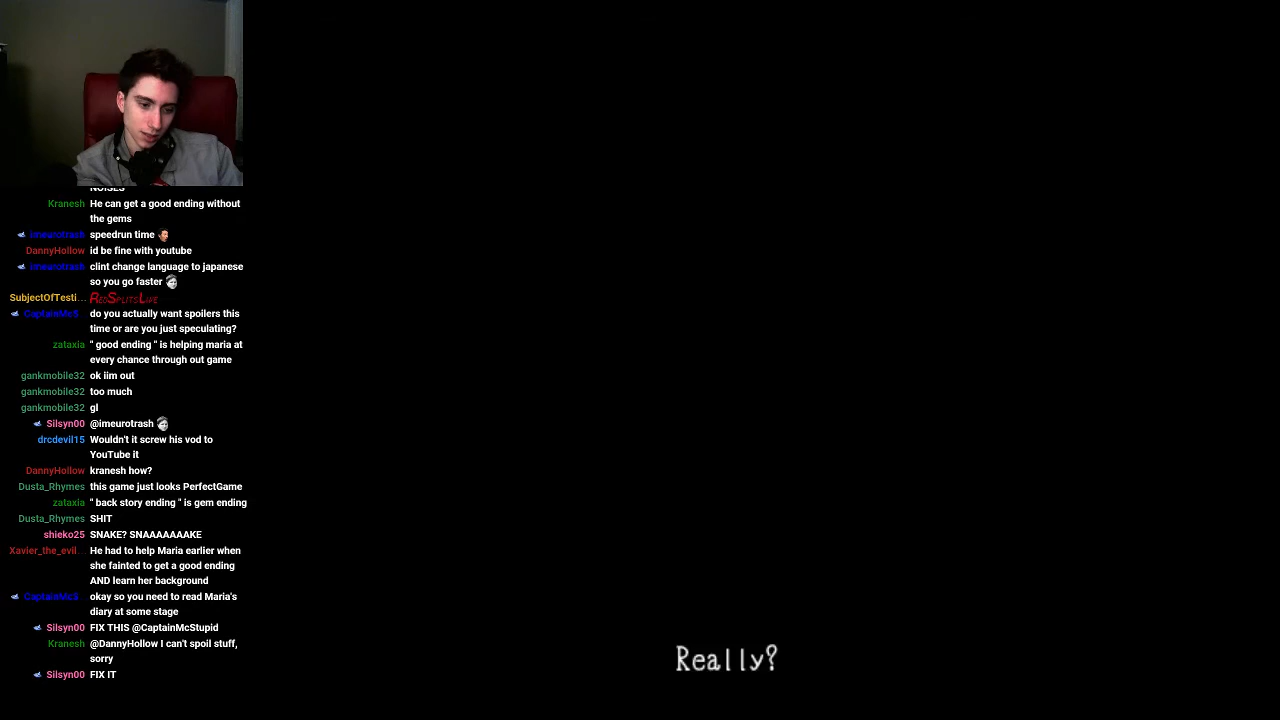 NOISES
Kranesh He can get a good ending without
the gems
imeurotrash speedrun time
DannyHollow id be fine with youtube
imeurotrash clint change language to japanese
so you go faster
SubjectOfTesti... RedSplitsLive
CaptainMcS do you actually want spoilers this
time or are you just speculating?
zataxia " good ending " is helping maria at
every chance through out game
gankmobile32 ok iim out
gankmobile32 too much
gankmobile32 gl
Silsyn00 @imeurotrash
drcdevil15 Wouldn't it screw his vod to
YouTube it
DannyHollow kranesh how?
Dusta_Rhymes this game just looks PerfectGame
zataxia " back story ending " is gem ending
Dusta_Rhymes SHIT
shieko25 SNAKE? SNAAAAAAAKE
Xavier_the_evil... He had to help Maria earlier when
she fainted to get a good ending
AND learn her background
CaptainMcS okay so you need to read Maria's
diary at some stage
Silsyn00 FIX THIS @CaptainMcStupid
Kranesh @DannyHollow I can't spoil stuff,
sorry
Silsyn00 FIX IT
Really?